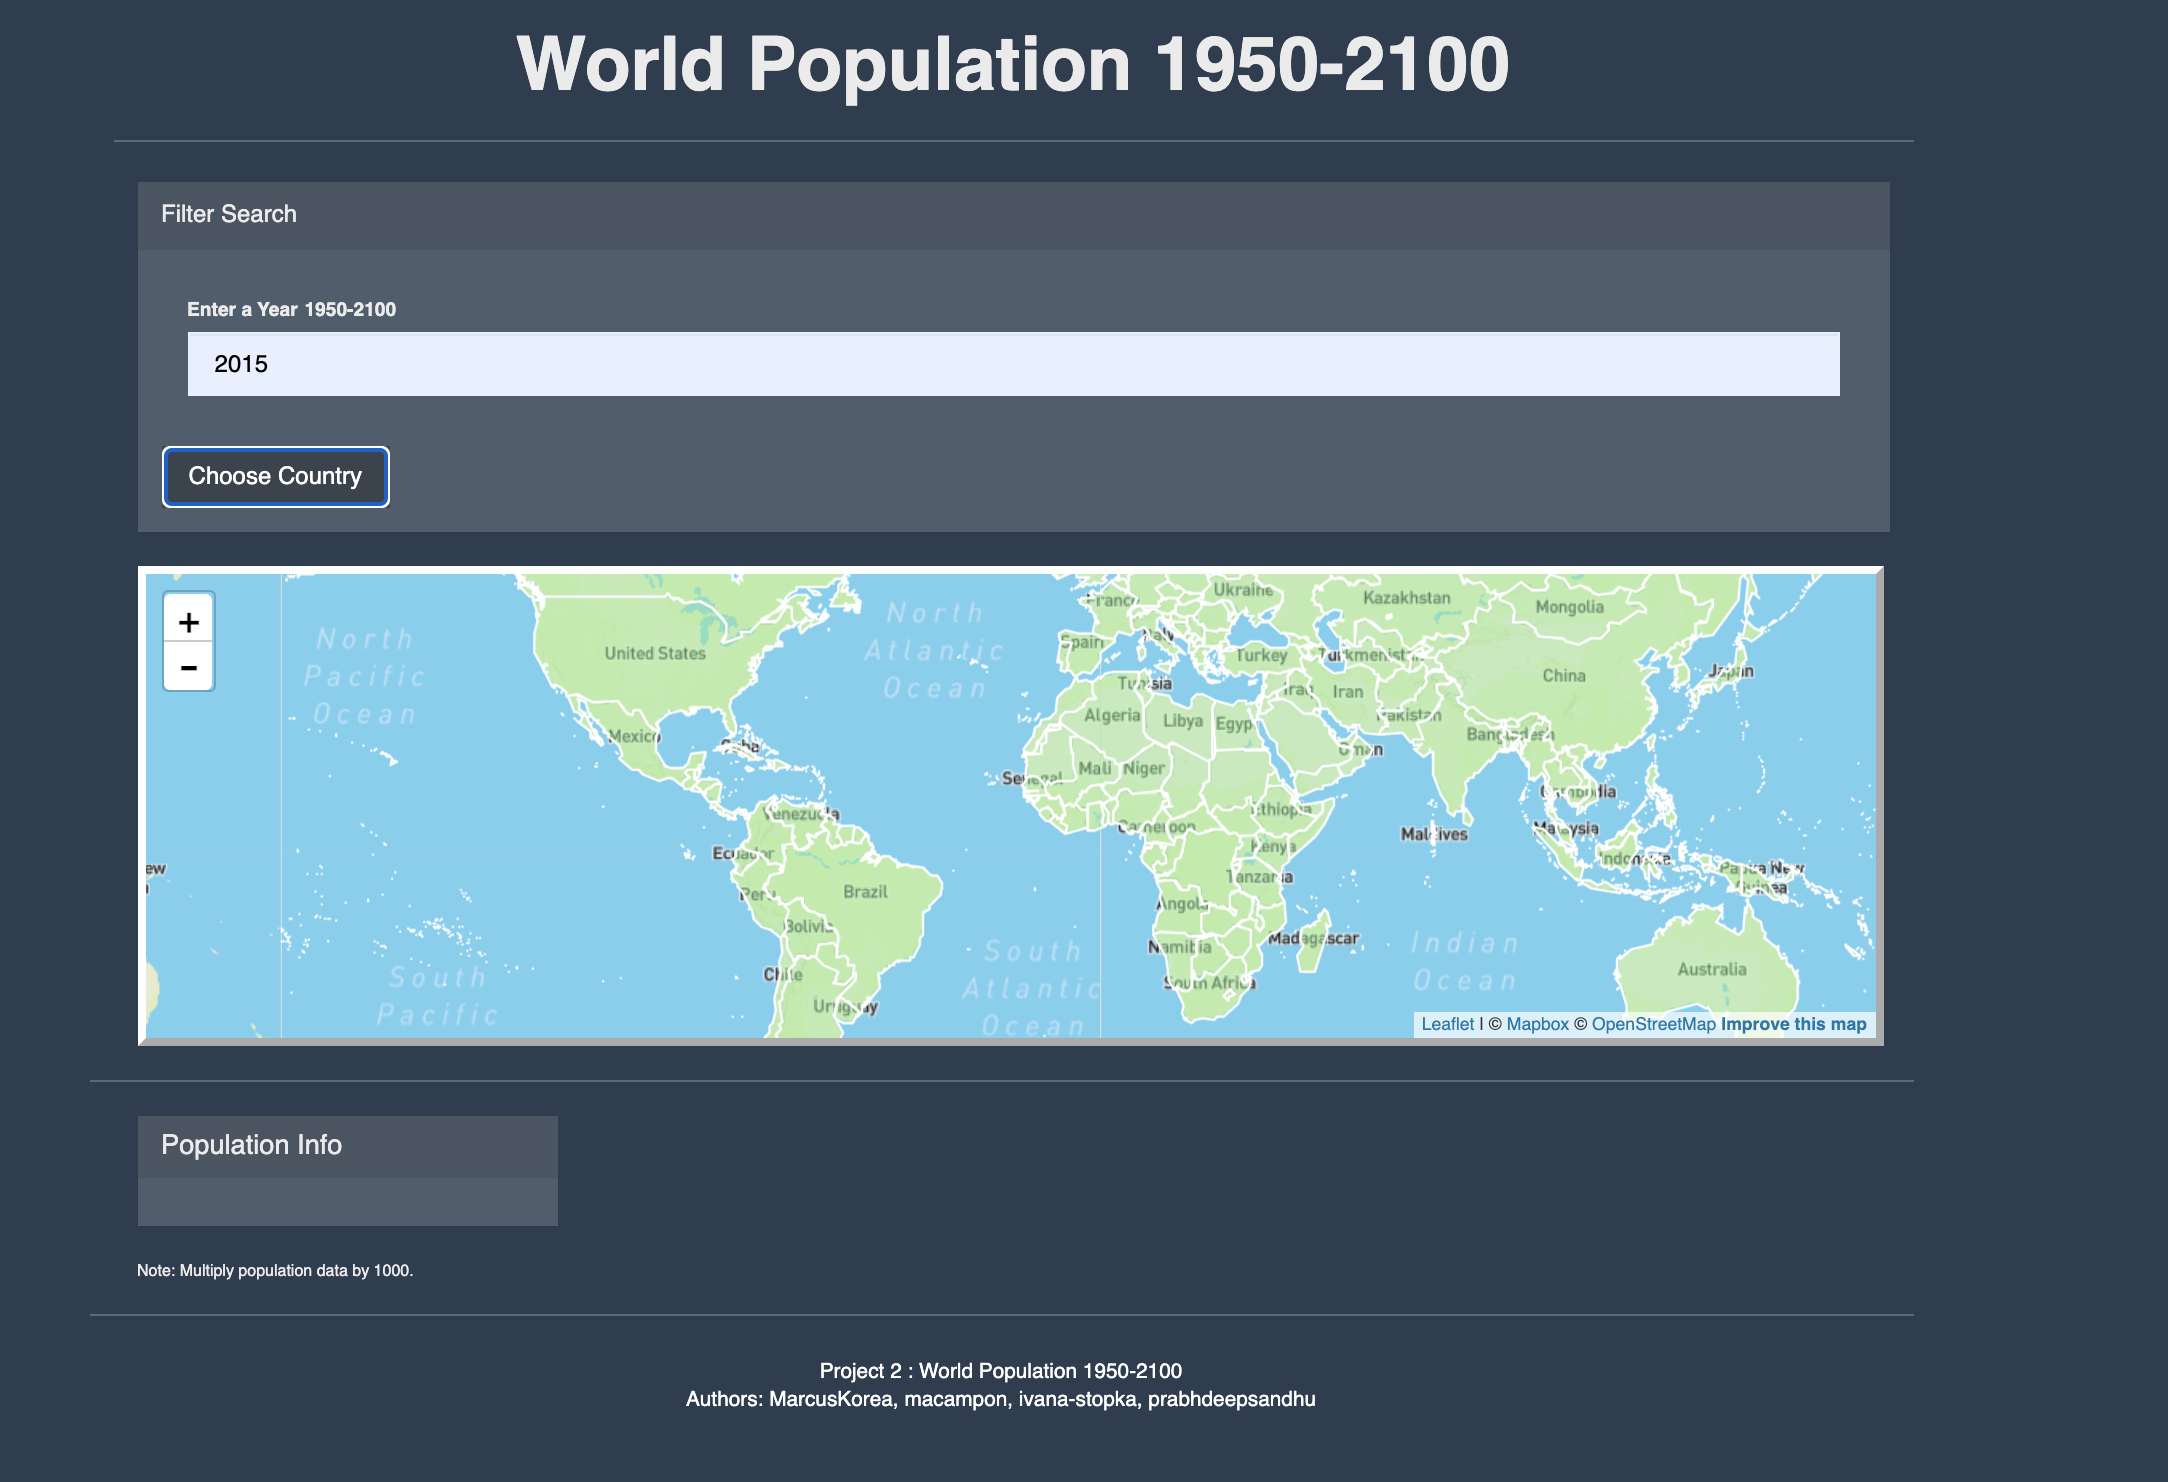 World Population 1950-2100
Filter Search
Enter a Year 1950-2100
2015
Choose Country
+
-
North
Pacific
Ocean
North
Atlantic
Ocean
United States
Mexico
Cuba
Venezuela
Ecuador
Peru
Brazil
Bolivia
Chile
Uruguay
South
Pacific
South
Atlantic
Ocean
France
Spain
Italy
Ukraine
Turkey
Kazakhstan
Turkmenistan
Mongolia
China
Japan
Tunisia
Algeria
Libya
Egypt
Iraq
Iran
Pakistan
Oman
Bangladesh
Senegal
Mali
Niger
Ethiopia
Cameroon
Kenya
Tanzania
Angola
Namibia
Madagascar
South Africa
Maldives
Cambodia
Malaysia
Indonesia
Papua New
Guinea
ew
Indian
Ocean
Australia
Leaflet | © Mapbox © OpenStreetMap Improve this map
Population Info
Note: Multiply population data by 1000.
Project 2 : World Population 1950-2100
Authors: MarcusKorea, macampon, ivana-stopka, prabhdeepsandhu